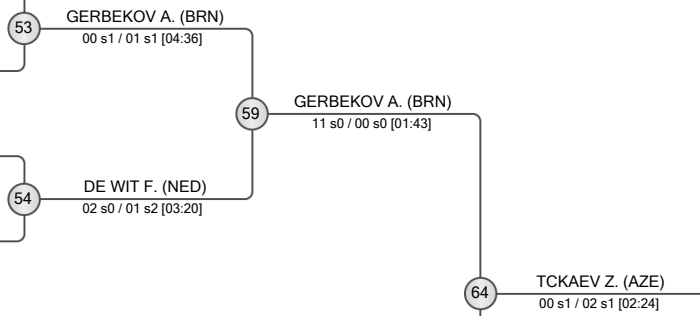 53
GERBEKOV A. (BRN)
00 s1 / 01 s1 [04:36]
59
GERBEKOV A. (BRN)
11 s0 / 00 s0 [01:43]
54
DE WIT F. (NED)
02 s0 / 01 s2 [03:20]
64
TCKAEV Z. (AZE)
00 s1 / 02 s1 [02:24]